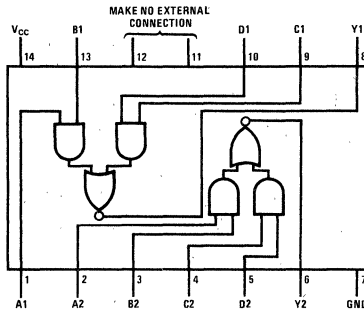 MAKE NO EXTERNAL
CONNECTION
VCC B1 D1 C1 Y1
14 13 12 11 10 9 8
1 2 3 4 5 6 7
A1 A2 B2 C2 D2 Y2 GND